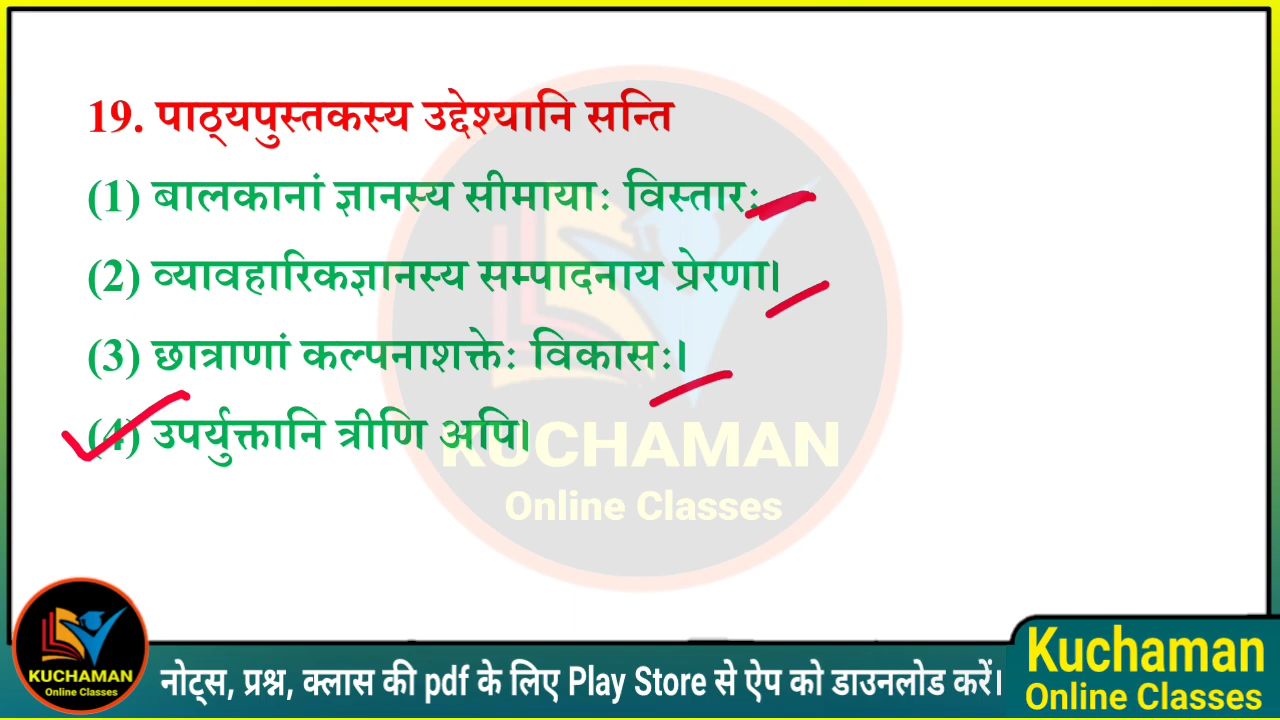 19. पाठ्यपुस्तकस्य उद्देश्यानि सन्ति
(1) बालकानां ज्ञानस्य सीमायाः विस्तारः
(2) व्यावहारिकज्ञानस्य सम्पादनाय प्रेरणा।
(3) छात्राणां कल्पनाशक्तेः विकासः।
(4) उपर्युक्तानि त्रीणि अपि।
KUCHAMAN
Online Classes
KUCHAMAN
Online Classes
नोट्स, प्रश्न, क्लास की pdf के लिए Play Store से ऐप को डाउनलोड करें।
Kuchaman
Online Classes